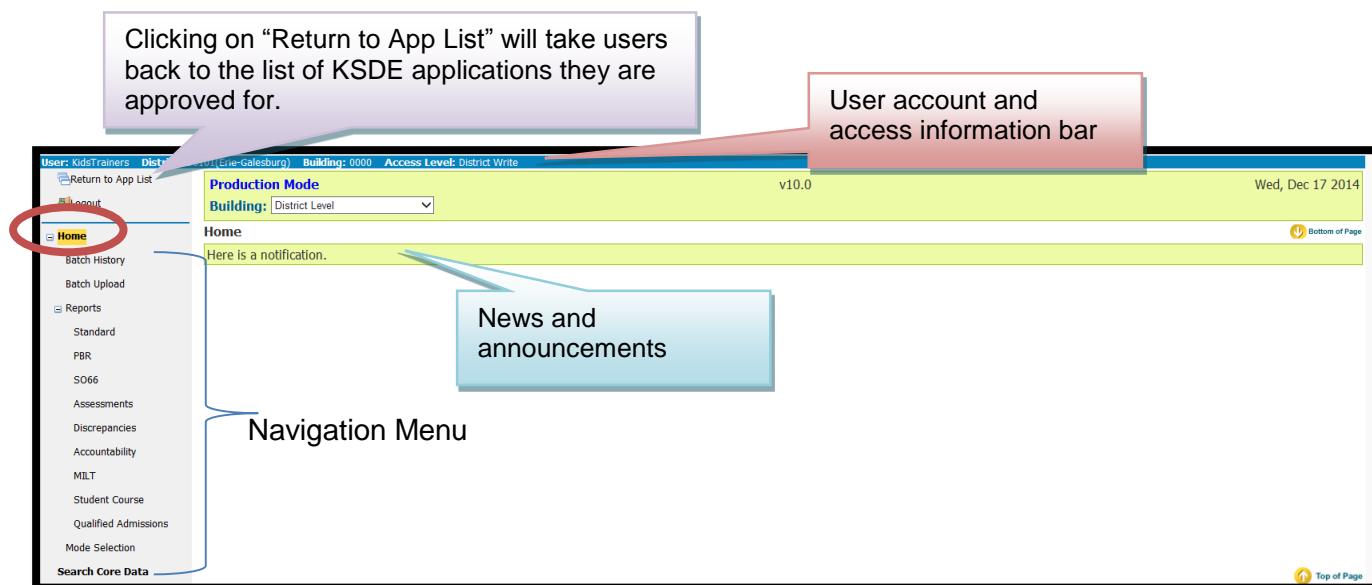 Clicking on “Return to App List” will take users
back to the list of KSDE applications they are
approved for.
User account and
access information bar
User: KidsTrainers Distri 101(Erie-Galesburg) Building: 0000 Access Level: District Write
Return to App List
Logout
Production Mode v10.0 Wed, Dec 17 2014
Building: District Level
Home
Home Bottom of Page
Here is a notification.
Batch History
Batch Upload
Reports
Standard
PBR
SO66
Assessments
Discrepancies
Accountability
MILT
Student Course
Qualified Admissions
Mode Selection
Search Core Data
News and
announcements
Navigation Menu
Top of Page